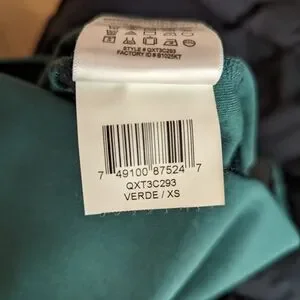 STYLE # QXT3C293
FACTORY ID # B1025KT
7 49100 87524 7
QXT3C293
VERDE / XS